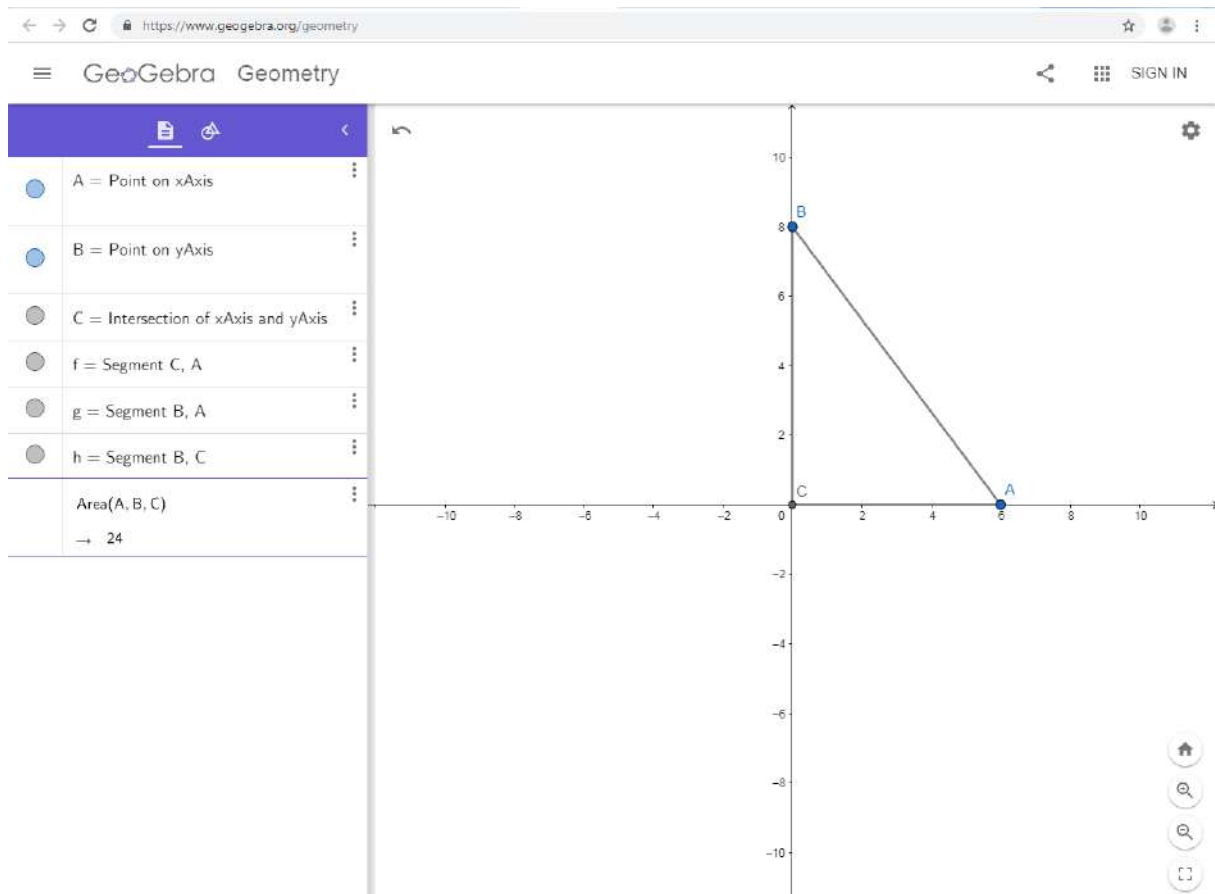 https://www.geogebra.org/geometry
GeoGebra Geometry
SIGN IN
A = Point on xAxis
B = Point on yAxis
C = Intersection of xAxis and yAxis
f = Segment C, A
g = Segment B, A
h = Segment B, C
Area(A, B, C)
→ 24
10
B
8
6
4
2
C
A
−10 −8 −6 −4 −2 0 2 4 6 8 10
−2
−4
−6
−8
−10